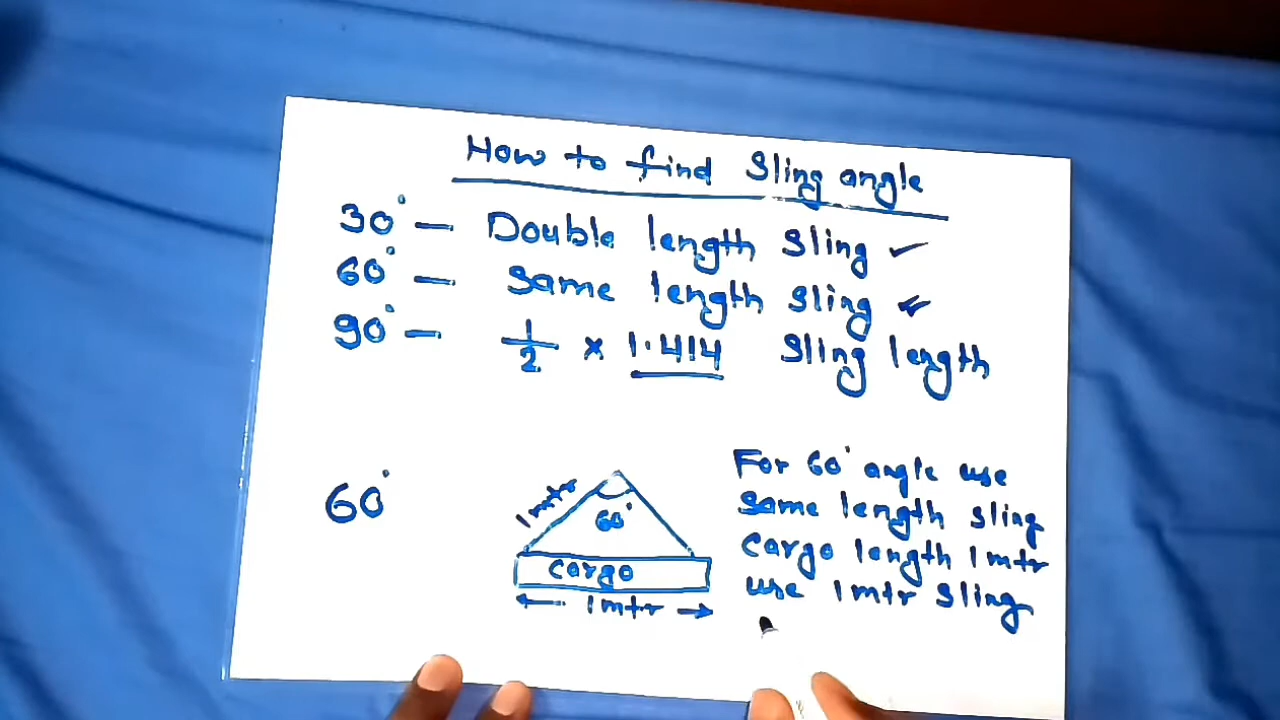 How to find Sling angle
30° — Double length Sling ✓
60° — Same length Sling ✓
90° — 1/2 × 1.414 Sling length
60°
1mtr
60°
cargo
1mtr
For 60° angle use
Same length Sling
Cargo length 1mtr
use 1mtr Sling